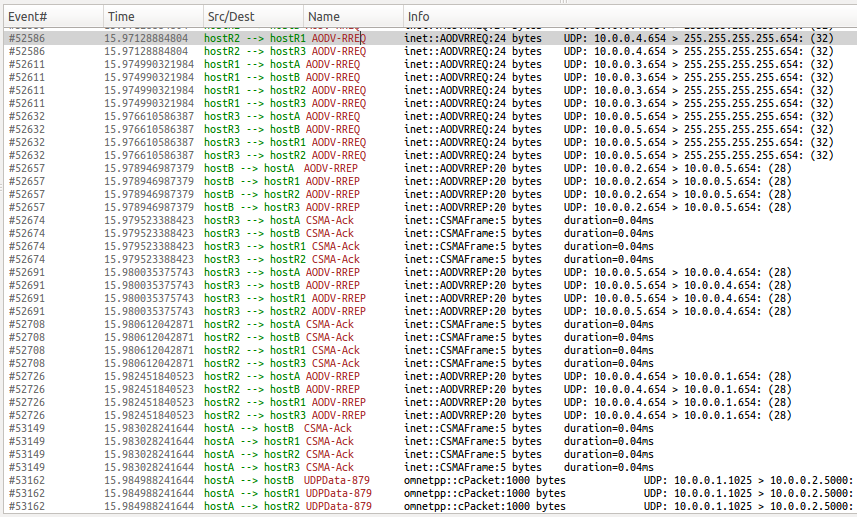 Event# Time Src/Dest Name Info
#52586 15.97128884804 hostR2 --> hostR1 AODV-RREQ inet::AODVRREQ:24 bytes UDP: 10.0.0.4.654 > 255.255.255.255.654: (32)
#52586 15.97128884804 hostR2 --> hostR3 AODV-RREQ inet::AODVRREQ:24 bytes UDP: 10.0.0.4.654 > 255.255.255.255.654: (32)
#52611 15.974990321984 hostR1 --> hostA AODV-RREQ inet::AODVRREQ:24 bytes UDP: 10.0.0.3.654 > 255.255.255.255.654: (32)
#52611 15.974990321984 hostR1 --> hostB AODV-RREQ inet::AODVRREQ:24 bytes UDP: 10.0.0.3.654 > 255.255.255.255.654: (32)
#52611 15.974990321984 hostR1 --> hostR2 AODV-RREQ inet::AODVRREQ:24 bytes UDP: 10.0.0.3.654 > 255.255.255.255.654: (32)
#52611 15.974990321984 hostR1 --> hostR3 AODV-RREQ inet::AODVRREQ:24 bytes UDP: 10.0.0.3.654 > 255.255.255.255.654: (32)
#52632 15.976610586387 hostR3 --> hostA AODV-RREQ inet::AODVRREQ:24 bytes UDP: 10.0.0.5.654 > 255.255.255.255.654: (32)
#52632 15.976610586387 hostR3 --> hostB AODV-RREQ inet::AODVRREQ:24 bytes UDP: 10.0.0.5.654 > 255.255.255.255.654: (32)
#52632 15.976610586387 hostR3 --> hostR1 AODV-RREQ inet::AODVRREQ:24 bytes UDP: 10.0.0.5.654 > 255.255.255.255.654: (32)
#52632 15.976610586387 hostR3 --> hostR2 AODV-RREQ inet::AODVRREQ:24 bytes UDP: 10.0.0.5.654 > 255.255.255.255.654: (32)
#52657 15.978946987379 hostB --> hostA AODV-RREP inet::AODVRREP:20 bytes UDP: 10.0.0.2.654 > 10.0.0.5.654: (28)
#52657 15.978946987379 hostB --> hostR1 AODV-RREP inet::AODVRREP:20 bytes UDP: 10.0.0.2.654 > 10.0.0.5.654: (28)
#52657 15.978946987379 hostB --> hostR2 AODV-RREP inet::AODVRREP:20 bytes UDP: 10.0.0.2.654 > 10.0.0.5.654: (28)
#52657 15.978946987379 hostB --> hostR3 AODV-RREP inet::AODVRREP:20 bytes UDP: 10.0.0.2.654 > 10.0.0.5.654: (28)
#52674 15.979523388423 hostR3 --> hostA CSMA-Ack inet::CSMAFrame:5 bytes duration=0.04ms
#52674 15.979523388423 hostR3 --> hostB CSMA-Ack inet::CSMAFrame:5 bytes duration=0.04ms
#52674 15.979523388423 hostR3 --> hostR1 CSMA-Ack inet::CSMAFrame:5 bytes duration=0.04ms
#52674 15.979523388423 hostR3 --> hostR2 CSMA-Ack inet::CSMAFrame:5 bytes duration=0.04ms
#52691 15.980035375743 hostR3 --> hostA AODV-RREP inet::AODVRREP:20 bytes UDP: 10.0.0.5.654 > 10.0.0.4.654: (28)
#52691 15.980035375743 hostR3 --> hostB AODV-RREP inet::AODVRREP:20 bytes UDP: 10.0.0.5.654 > 10.0.0.4.654: (28)
#52691 15.980035375743 hostR3 --> hostR1 AODV-RREP inet::AODVRREP:20 bytes UDP: 10.0.0.5.654 > 10.0.0.4.654: (28)
#52691 15.980035375743 hostR3 --> hostR2 AODV-RREP inet::AODVRREP:20 bytes UDP: 10.0.0.5.654 > 10.0.0.4.654: (28)
#52708 15.980612042871 hostR2 --> hostA CSMA-Ack inet::CSMAFrame:5 bytes duration=0.04ms
#52708 15.980612042871 hostR2 --> hostB CSMA-Ack inet::CSMAFrame:5 bytes duration=0.04ms
#52708 15.980612042871 hostR2 --> hostR1 CSMA-Ack inet::CSMAFrame:5 bytes duration=0.04ms
#52708 15.980612042871 hostR2 --> hostR3 CSMA-Ack inet::CSMAFrame:5 bytes duration=0.04ms
#52726 15.982451840523 hostR2 --> hostA AODV-RREP inet::AODVRREP:20 bytes UDP: 10.0.0.4.654 > 10.0.0.1.654: (28)
#52726 15.982451840523 hostR2 --> hostB AODV-RREP inet::AODVRREP:20 bytes UDP: 10.0.0.4.654 > 10.0.0.1.654: (28)
#52726 15.982451840523 hostR2 --> hostR1 AODV-RREP inet::AODVRREP:20 bytes UDP: 10.0.0.4.654 > 10.0.0.1.654: (28)
#52726 15.982451840523 hostR2 --> hostR3 AODV-RREP inet::AODVRREP:20 bytes UDP: 10.0.0.4.654 > 10.0.0.1.654: (28)
#53149 15.983028241644 hostA --> hostB CSMA-Ack inet::CSMAFrame:5 bytes duration=0.04ms
#53149 15.983028241644 hostA --> hostR1 CSMA-Ack inet::CSMAFrame:5 bytes duration=0.04ms
#53149 15.983028241644 hostA --> hostR2 CSMA-Ack inet::CSMAFrame:5 bytes duration=0.04ms
#53149 15.983028241644 hostA --> hostR3 CSMA-Ack inet::CSMAFrame:5 bytes duration=0.04ms
#53162 15.984988241644 hostA --> hostB UDPData-879 omnetpp::cPacket:1000 bytes UDP: 10.0.0.1.1025 > 10.0.0.2.5000:
#53162 15.984988241644 hostA --> hostR1 UDPData-879 omnetpp::cPacket:1000 bytes UDP: 10.0.0.1.1025 > 10.0.0.2.5000:
#53162 15.984988241644 hostA --> hostR2 UDPData-879 omnetpp::cPacket:1000 bytes UDP: 10.0.0.1.1025 > 10.0.0.2.5000: